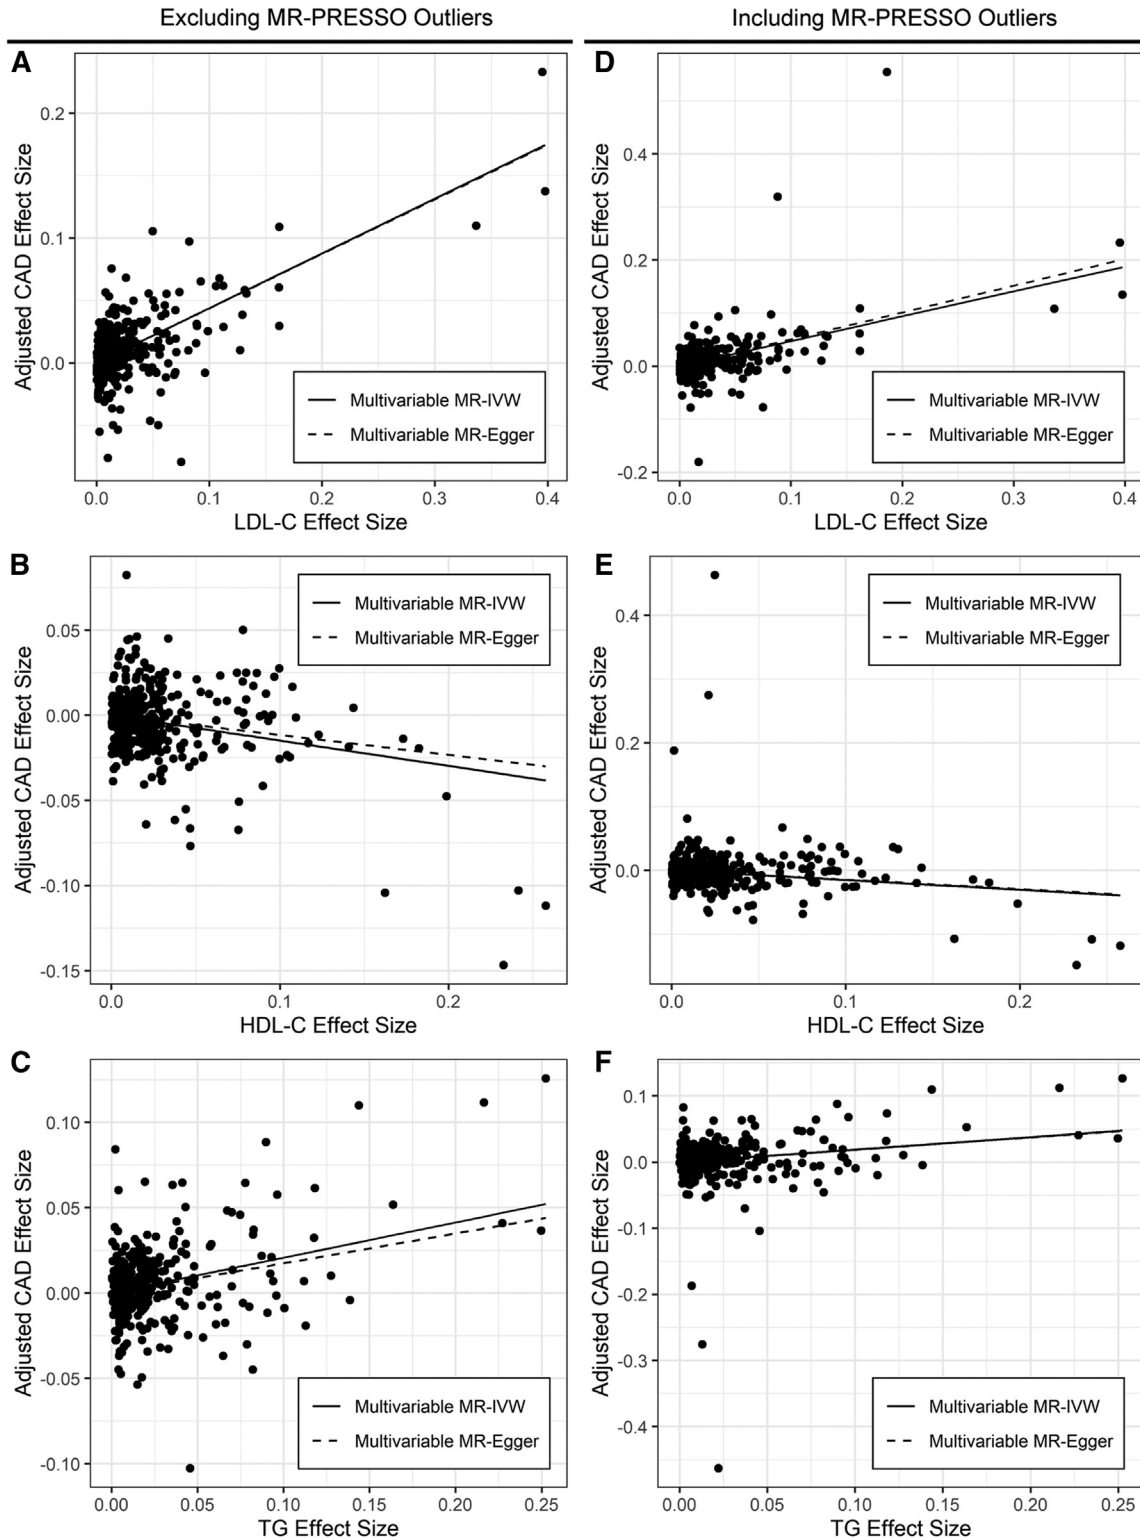 Excluding MR-PRESSO Outliers
Including MR-PRESSO Outliers
A
Adjusted CAD Effect Size
0.2
0.1
0.0
Multivariable MR-IVW
Multivariable MR-Egger
0.0 0.1 0.2 0.3 0.4
LDL-C Effect Size
D
Adjusted CAD Effect Size
0.4
0.2
0.0
-0.2
Multivariable MR-IVW
Multivariable MR-Egger
0.0 0.1 0.2 0.3 0.4
LDL-C Effect Size
B
Adjusted CAD Effect Size
0.05
0.00
-0.05
-0.10
-0.15
Multivariable MR-IVW
Multivariable MR-Egger
0.0 0.1 0.2
HDL-C Effect Size
E
Adjusted CAD Effect Size
0.4
0.2
0.0
Multivariable MR-IVW
Multivariable MR-Egger
0.0 0.1 0.2
HDL-C Effect Size
C
Adjusted CAD Effect Size
0.10
0.05
0.00
-0.05
-0.10
Multivariable MR-IVW
Multivariable MR-Egger
0.00 0.05 0.10 0.15 0.20 0.25
TG Effect Size
F
Adjusted CAD Effect Size
0.1
0.0
-0.1
-0.2
-0.3
-0.4
Multivariable MR-IVW
Multivariable MR-Egger
0.00 0.05 0.10 0.15 0.20 0.25
TG Effect Size